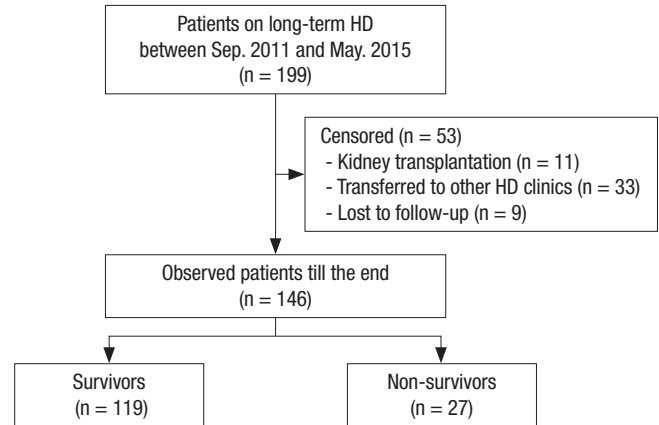 Patients on long-term HD
between Sep. 2011 and May. 2015
(n = 199)
Censored (n = 53)
- Kidney transplantation (n = 11)
- Transferred to other HD clinics (n = 33)
- Lost to follow-up (n = 9)
Observed patients till the end
(n = 146)
Survivors
(n = 119)
Non-survivors
(n = 27)